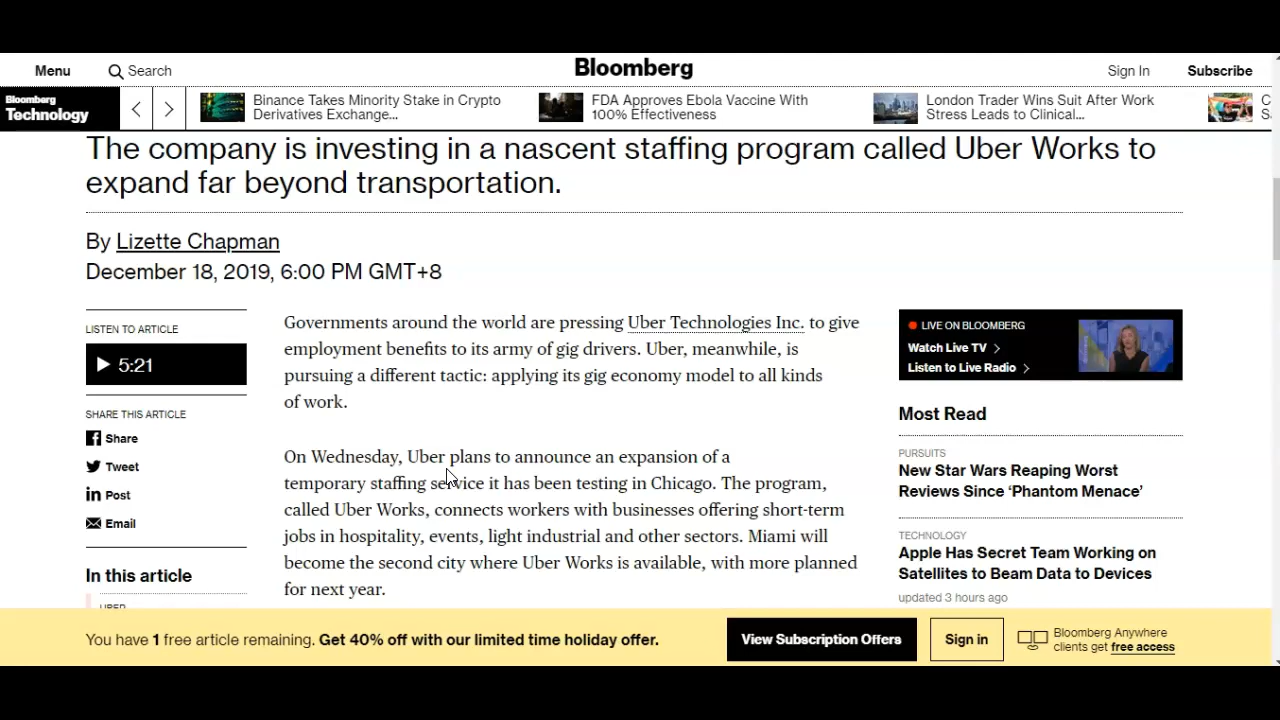 Menu
Search
Bloomberg
Sign In
Subscribe
Bloomberg
Technology
Binance Takes Minority Stake in Crypto
Derivatives Exchange...
FDA Approves Ebola Vaccine With
100% Effectiveness
London Trader Wins Suit After Work
Stress Leads to Clinical...
The company is investing in a nascent staffing program called Uber Works to
expand far beyond transportation.
By Lizette Chapman
December 18, 2019, 6:00 PM GMT+8
LISTEN TO ARTICLE
5:21
SHARE THIS ARTICLE
Share
Tweet
Post
Email
In this article
UBER
Governments around the world are pressing Uber Technologies Inc. to give
employment benefits to its army of gig drivers. Uber, meanwhile, is
pursuing a different tactic: applying its gig economy model to all kinds
of work.
On Wednesday, Uber plans to announce an expansion of a
temporary staffing service it has been testing in Chicago. The program,
called Uber Works, connects workers with businesses offering short-term
jobs in hospitality, events, light industrial and other sectors. Miami will
become the second city where Uber Works is available, with more planned
for next year.
LIVE ON BLOOMBERG
Watch Live TV
Listen to Live Radio
Most Read
PURSUITS
New Star Wars Reaping Worst
Reviews Since ‘Phantom Menace’
TECHNOLOGY
Apple Has Secret Team Working on
Satellites to Beam Data to Devices
updated 3 hours ago
You have 1 free article remaining. Get 40% off with our limited time holiday offer.
View Subscription Offers
Sign in
Bloomberg Anywhere
clients get free access